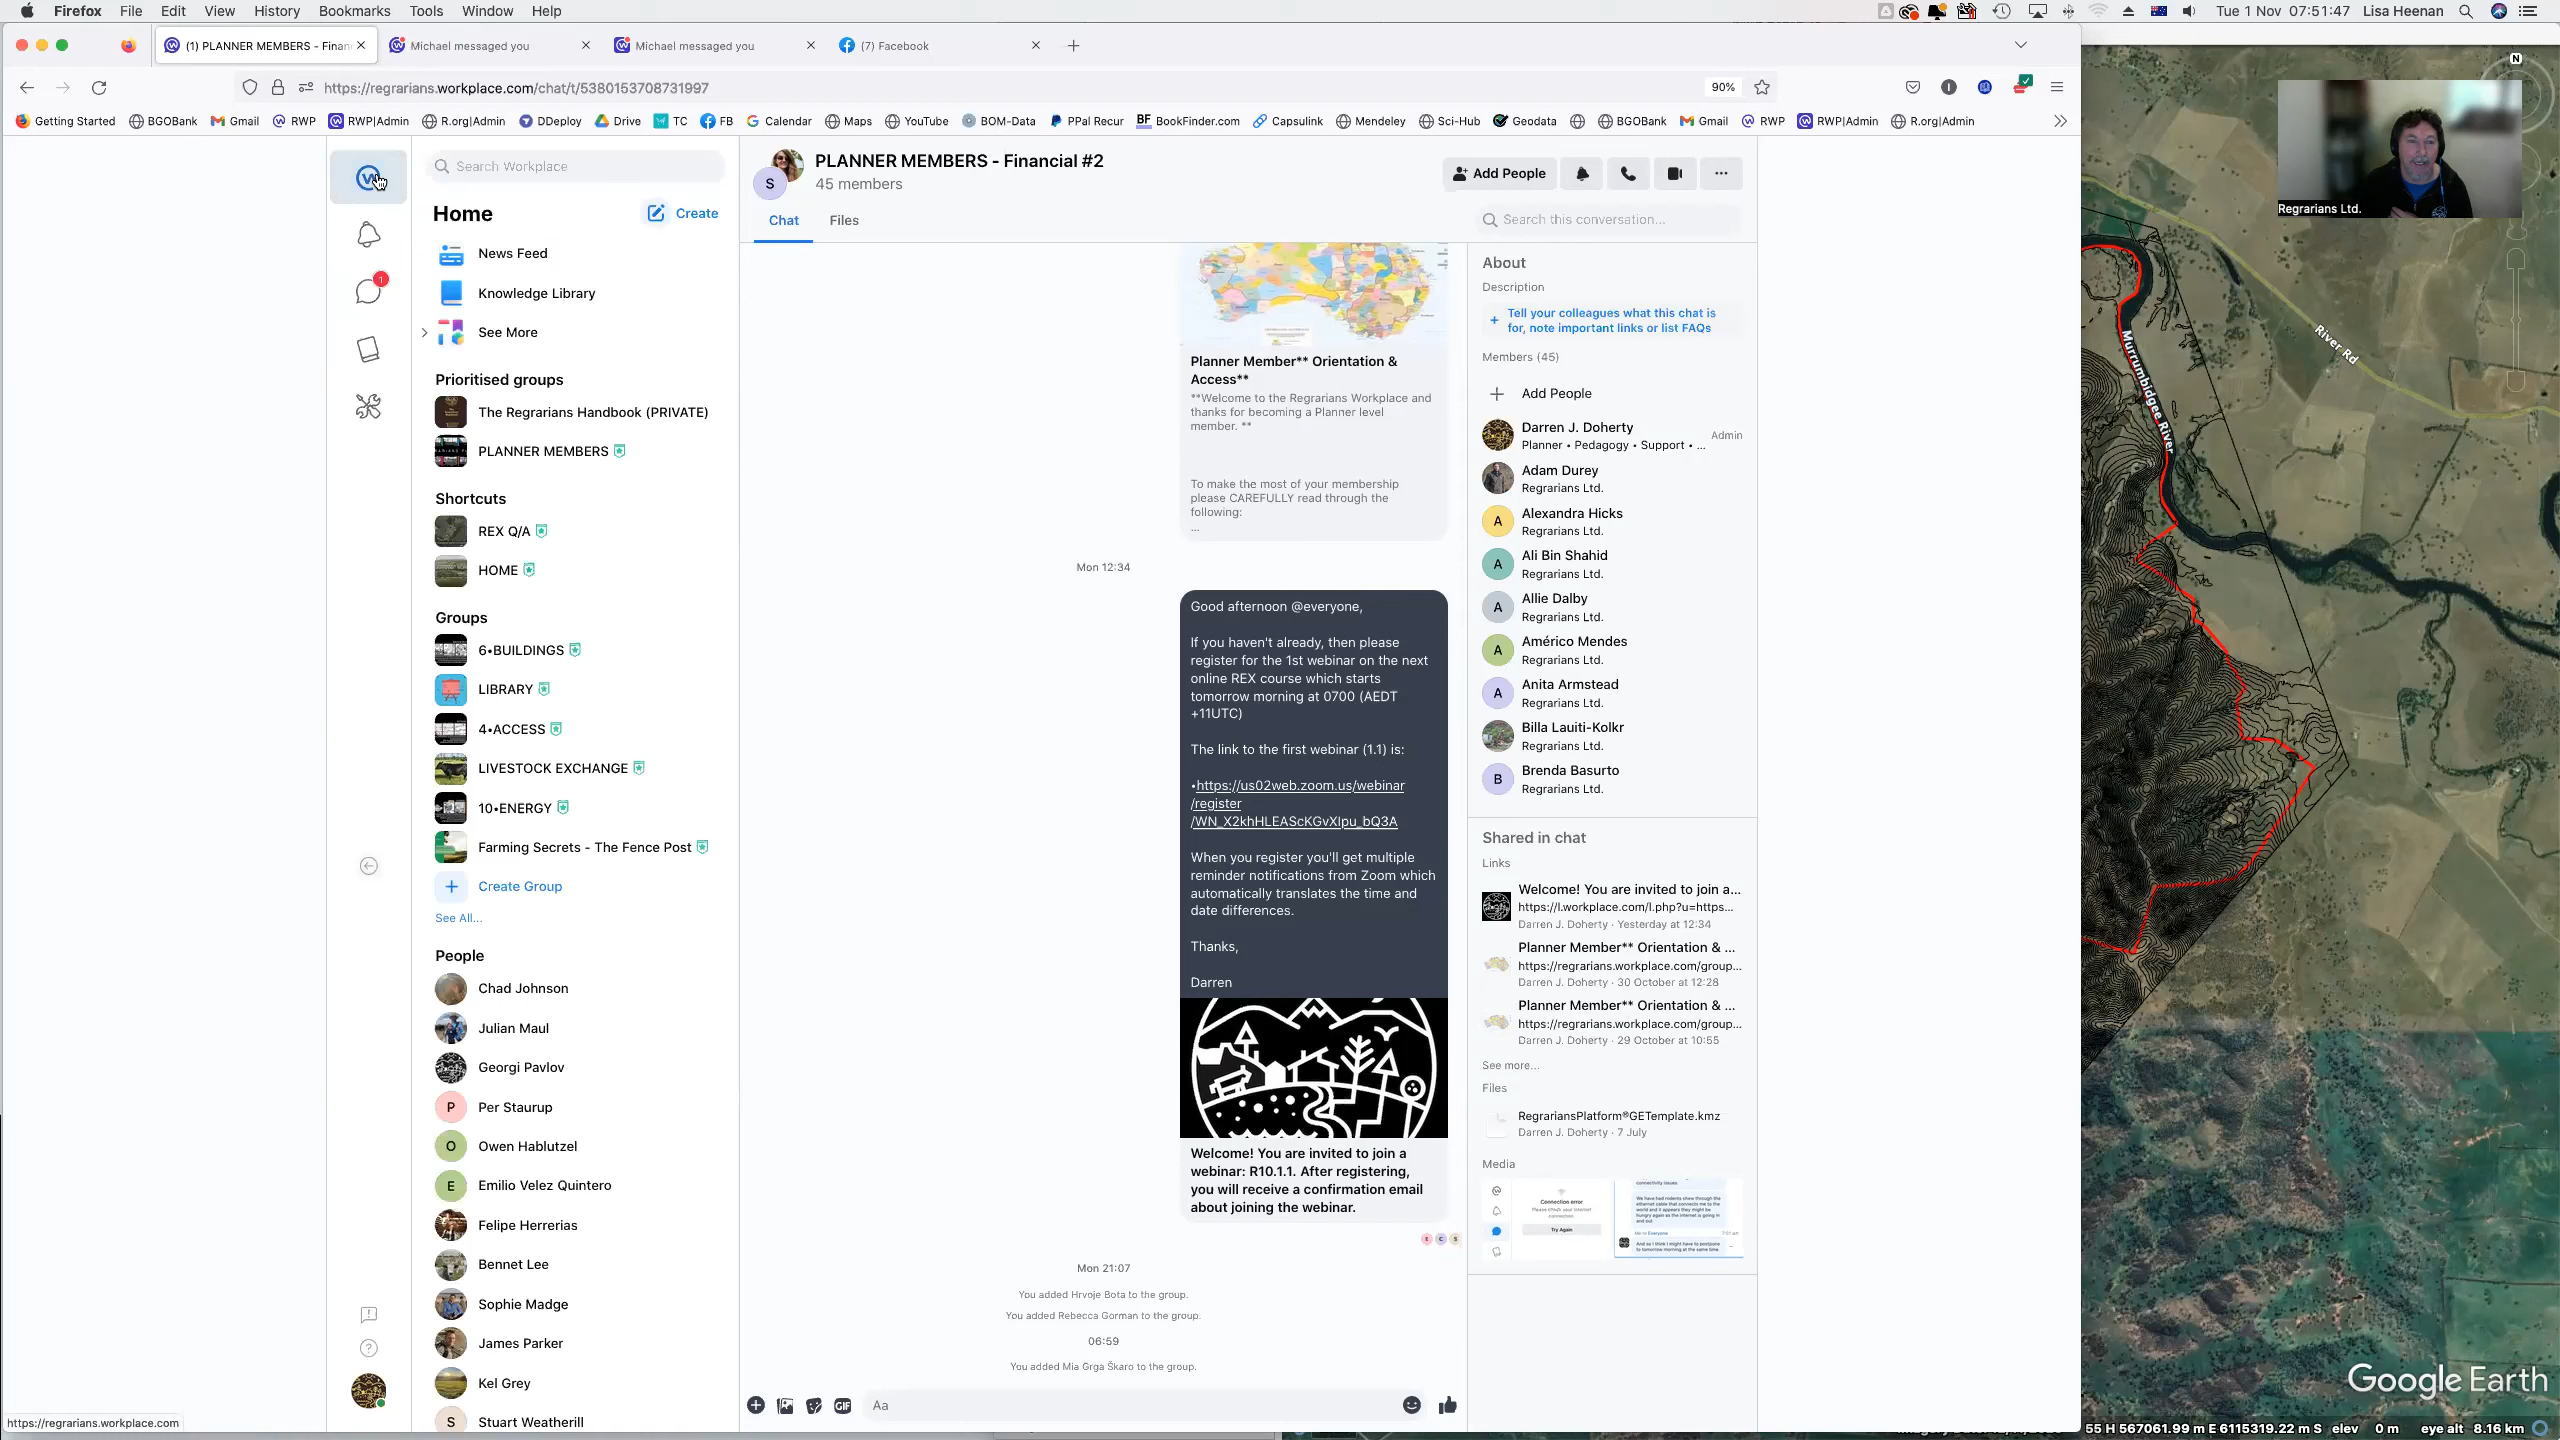 Firefox File Edit View History Bookmarks Tools Window Help
Tue 1 Nov 07:51:47 Lisa Heenan
(1) PLANNER MEMBERS - Finan
Michael messaged you
Michael messaged you
(7) Facebook
https://regrarians.workplace.com/chat/t/5380153708731997
90%
Getting Started BGOBank Gmail RWP RWP|Admin R.org|Admin DDeploy Drive TC FB Calendar Maps YouTube BOM-Data PPal Recur BookFinder.com Capsulink Mendeley Sci-Hub Geodata BGOBank Gmail RWP RWP|Admin R.org|Admin
Search Workplace
Home
Create
News Feed
Knowledge Library
See More
Prioritised groups
The Regrarians Handbook (PRIVATE)
PLANNER MEMBERS
Shortcuts
REX Q/A
HOME
Groups
6•BUILDINGS
LIBRARY
4•ACCESS
LIVESTOCK EXCHANGE
10•ENERGY
Farming Secrets - The Fence Post
Create Group
See All...
People
Chad Johnson
Julian Maul
Georgi Pavlov
P Per Staurup
O Owen Hablutzel
E Emilio Velez Quintero
Felipe Herrerias
Bennet Lee
Sophie Madge
James Parker
Kel Grey
S Stuart Weatherill
https://regrarians.workplace.com
S
PLANNER MEMBERS - Financial #2
45 members
Add People
Chat Files
Search this conversation...
Planner Member** Orientation &
Access**
**Welcome to the Regrarians Workplace and
thanks for becoming a Planner level
member. **
To make the most of your membership
please CAREFULLY read through the
following:
...
Mon 12:34
Good afternoon @everyone,
If you haven't already, then please
register for the 1st webinar on the next
online REX course which starts
tomorrow morning at 0700 (AEDT
+11UTC)
The link to the first webinar (1.1) is:
•https://us02web.zoom.us/webinar
/register
/WN_X2khHLEAScKGvXlpu_bQ3A
When you register you'll get multiple
reminder notifications from Zoom which
automatically translates the time and
date differences.
Thanks,
Darren
Welcome! You are invited to join a
webinar: R10.1.1. After registering,
you will receive a confirmation email
about joining the webinar.
Mon 21:07
You added Hrvoje Bota to the group.
You added Rebecca Gorman to the group.
06:59
You added Mia Grga Škaro to the group.
GIF
Aa
About
Description
Tell your colleagues what this chat is
for, note important links or list FAQs
Members (45)
Add People
Darren J. Doherty
Planner • Pedagogy • Support • ...
Admin
Adam Durey
Regrarians Ltd.
A Alexandra Hicks
Regrarians Ltd.
A Ali Bin Shahid
Regrarians Ltd.
A Allie Dalby
Regrarians Ltd.
A Américo Mendes
Regrarians Ltd.
A Anita Armstead
Regrarians Ltd.
Billa Lauiti-Kolkr
Regrarians Ltd.
B Brenda Basurto
Regrarians Ltd.
Shared in chat
Links
Welcome! You are invited to join a...
https://l.workplace.com/l.php?u=https...
Darren J. Doherty · Yesterday at 12:34
Planner Member** Orientation & ...
https://regrarians.workplace.com/group...
Darren J. Doherty · 30 October at 12:28
Planner Member** Orientation & ...
https://regrarians.workplace.com/group...
Darren J. Doherty · 29 October at 10:55
See more...
Files
RegrariansPlatform®GETemplate.kmz
Darren J. Doherty · 7 July
Media
Connection error
Try Again
N
Regrarians Ltd.
River Rd
Murrumbidgee River
Google Earth
55 H 567061.99 m E 6115319.22 m S elev 0 m eye alt 8.16 km